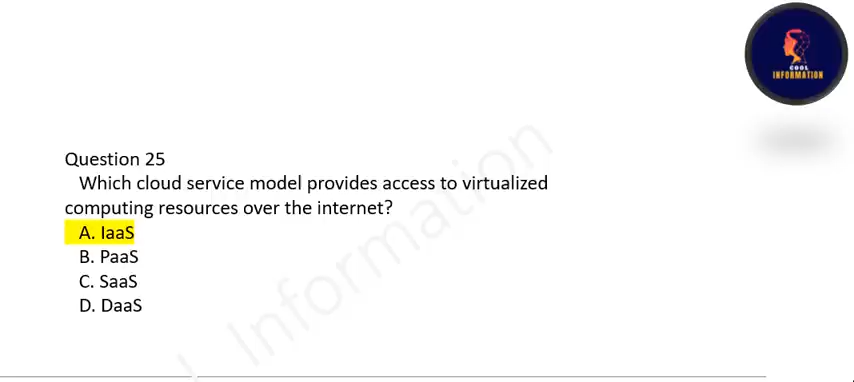 COOL
INFORMATION
Question 25
Which cloud service model provides access to virtualized
computing resources over the internet?
A. IaaS
B. PaaS
C. SaaS
D. DaaS
Information